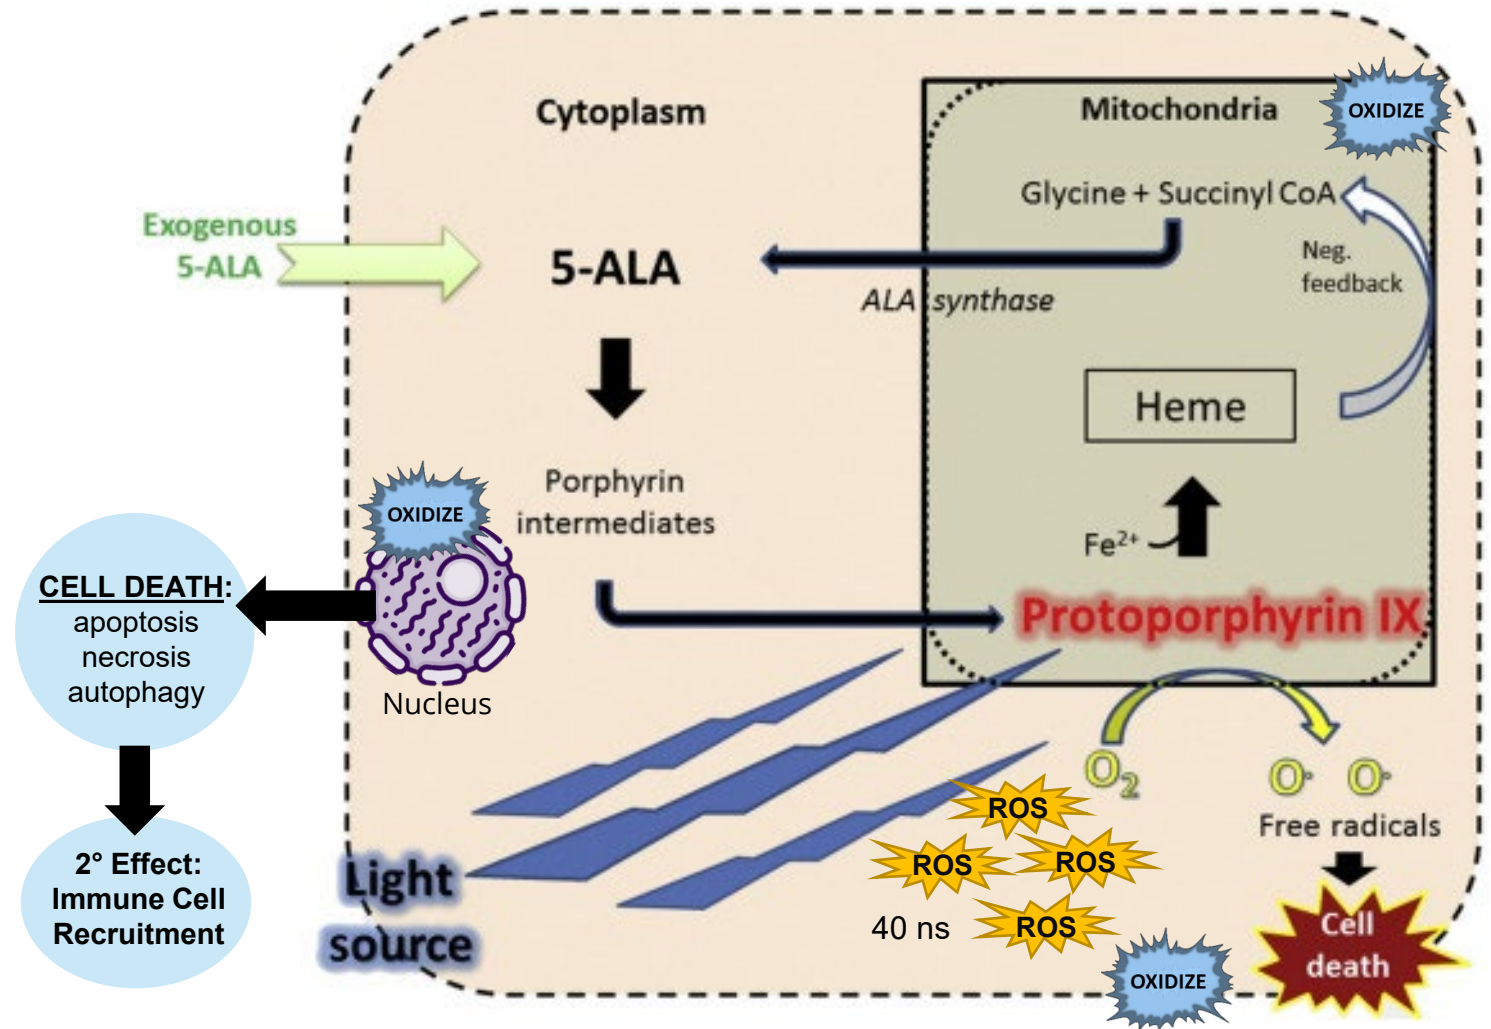 Cytoplasm
Mitochondria
OXIDIZE
Glycine + Succinyl CoA
Exogenous
5-ALA
5-ALA
Neg.
feedback
ALA synthase
Heme
Porphyrin
intermediates
OXIDIZE
Fe²⁺
CELL DEATH:
apoptosis
necrosis
autophagy
Protoporphyrin IX
Nucleus
O₂
O· O·
Free radicals
ROS
ROS
ROS
ROS
40 ns
2° Effect:
Immune Cell
Recruitment
Light
source
Cell
death
OXIDIZE